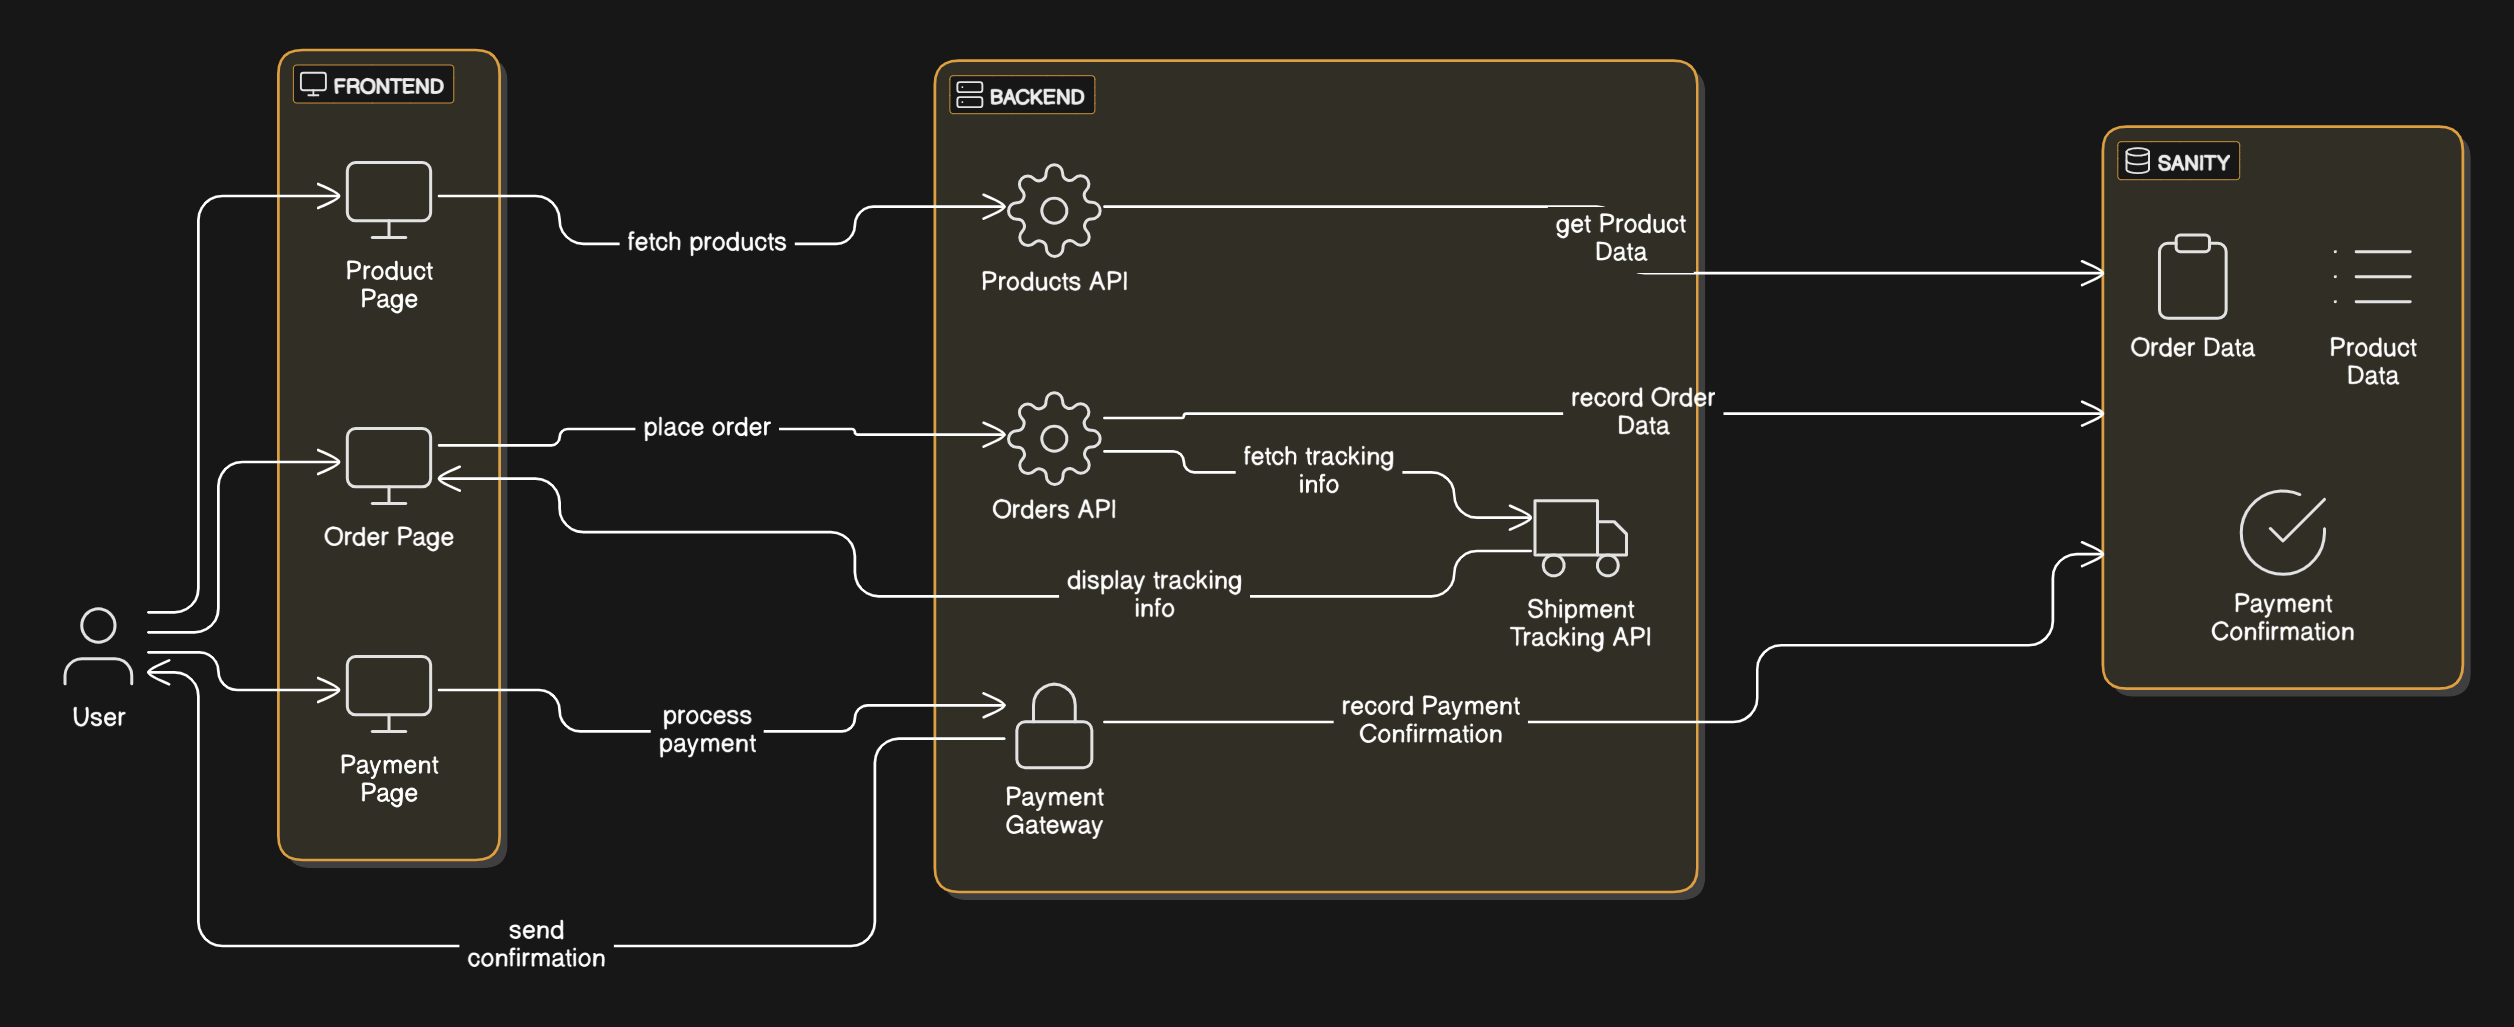 FRONTEND
Product
Page
Order Page
Payment
Page
User
fetch products
place order
process
payment
send
confirmation
BACKEND
Products API
get Product
Data
Orders API
record Order
Data
fetch tracking
info
display tracking
info
Shipment
Tracking API
Payment
Gateway
record Payment
Confirmation
SANITY
Order Data
Product
Data
Payment
Confirmation